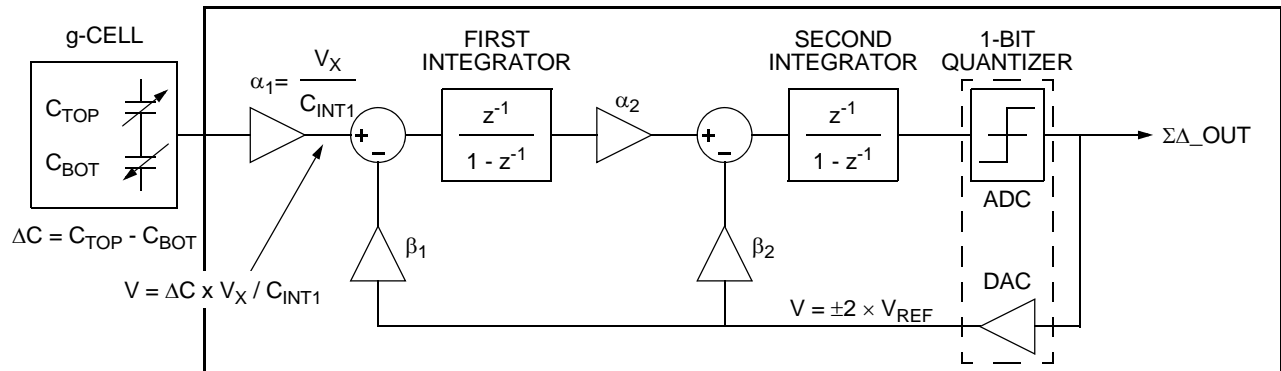 g-CELL
C_TOP
C_BOT
ΔC = C_TOP - C_BOT
α₁= V_X / C_INT1
V = ΔC x V_X / C_INT1
FIRST
INTEGRATOR
z⁻¹
1 - z⁻¹
α₂
SECOND
INTEGRATOR
z⁻¹
1 - z⁻¹
1-BIT
QUANTIZER
ADC
ΣΔ_OUT
β₁
β₂
DAC
V = ±2 × V_REF
+
−
+
−